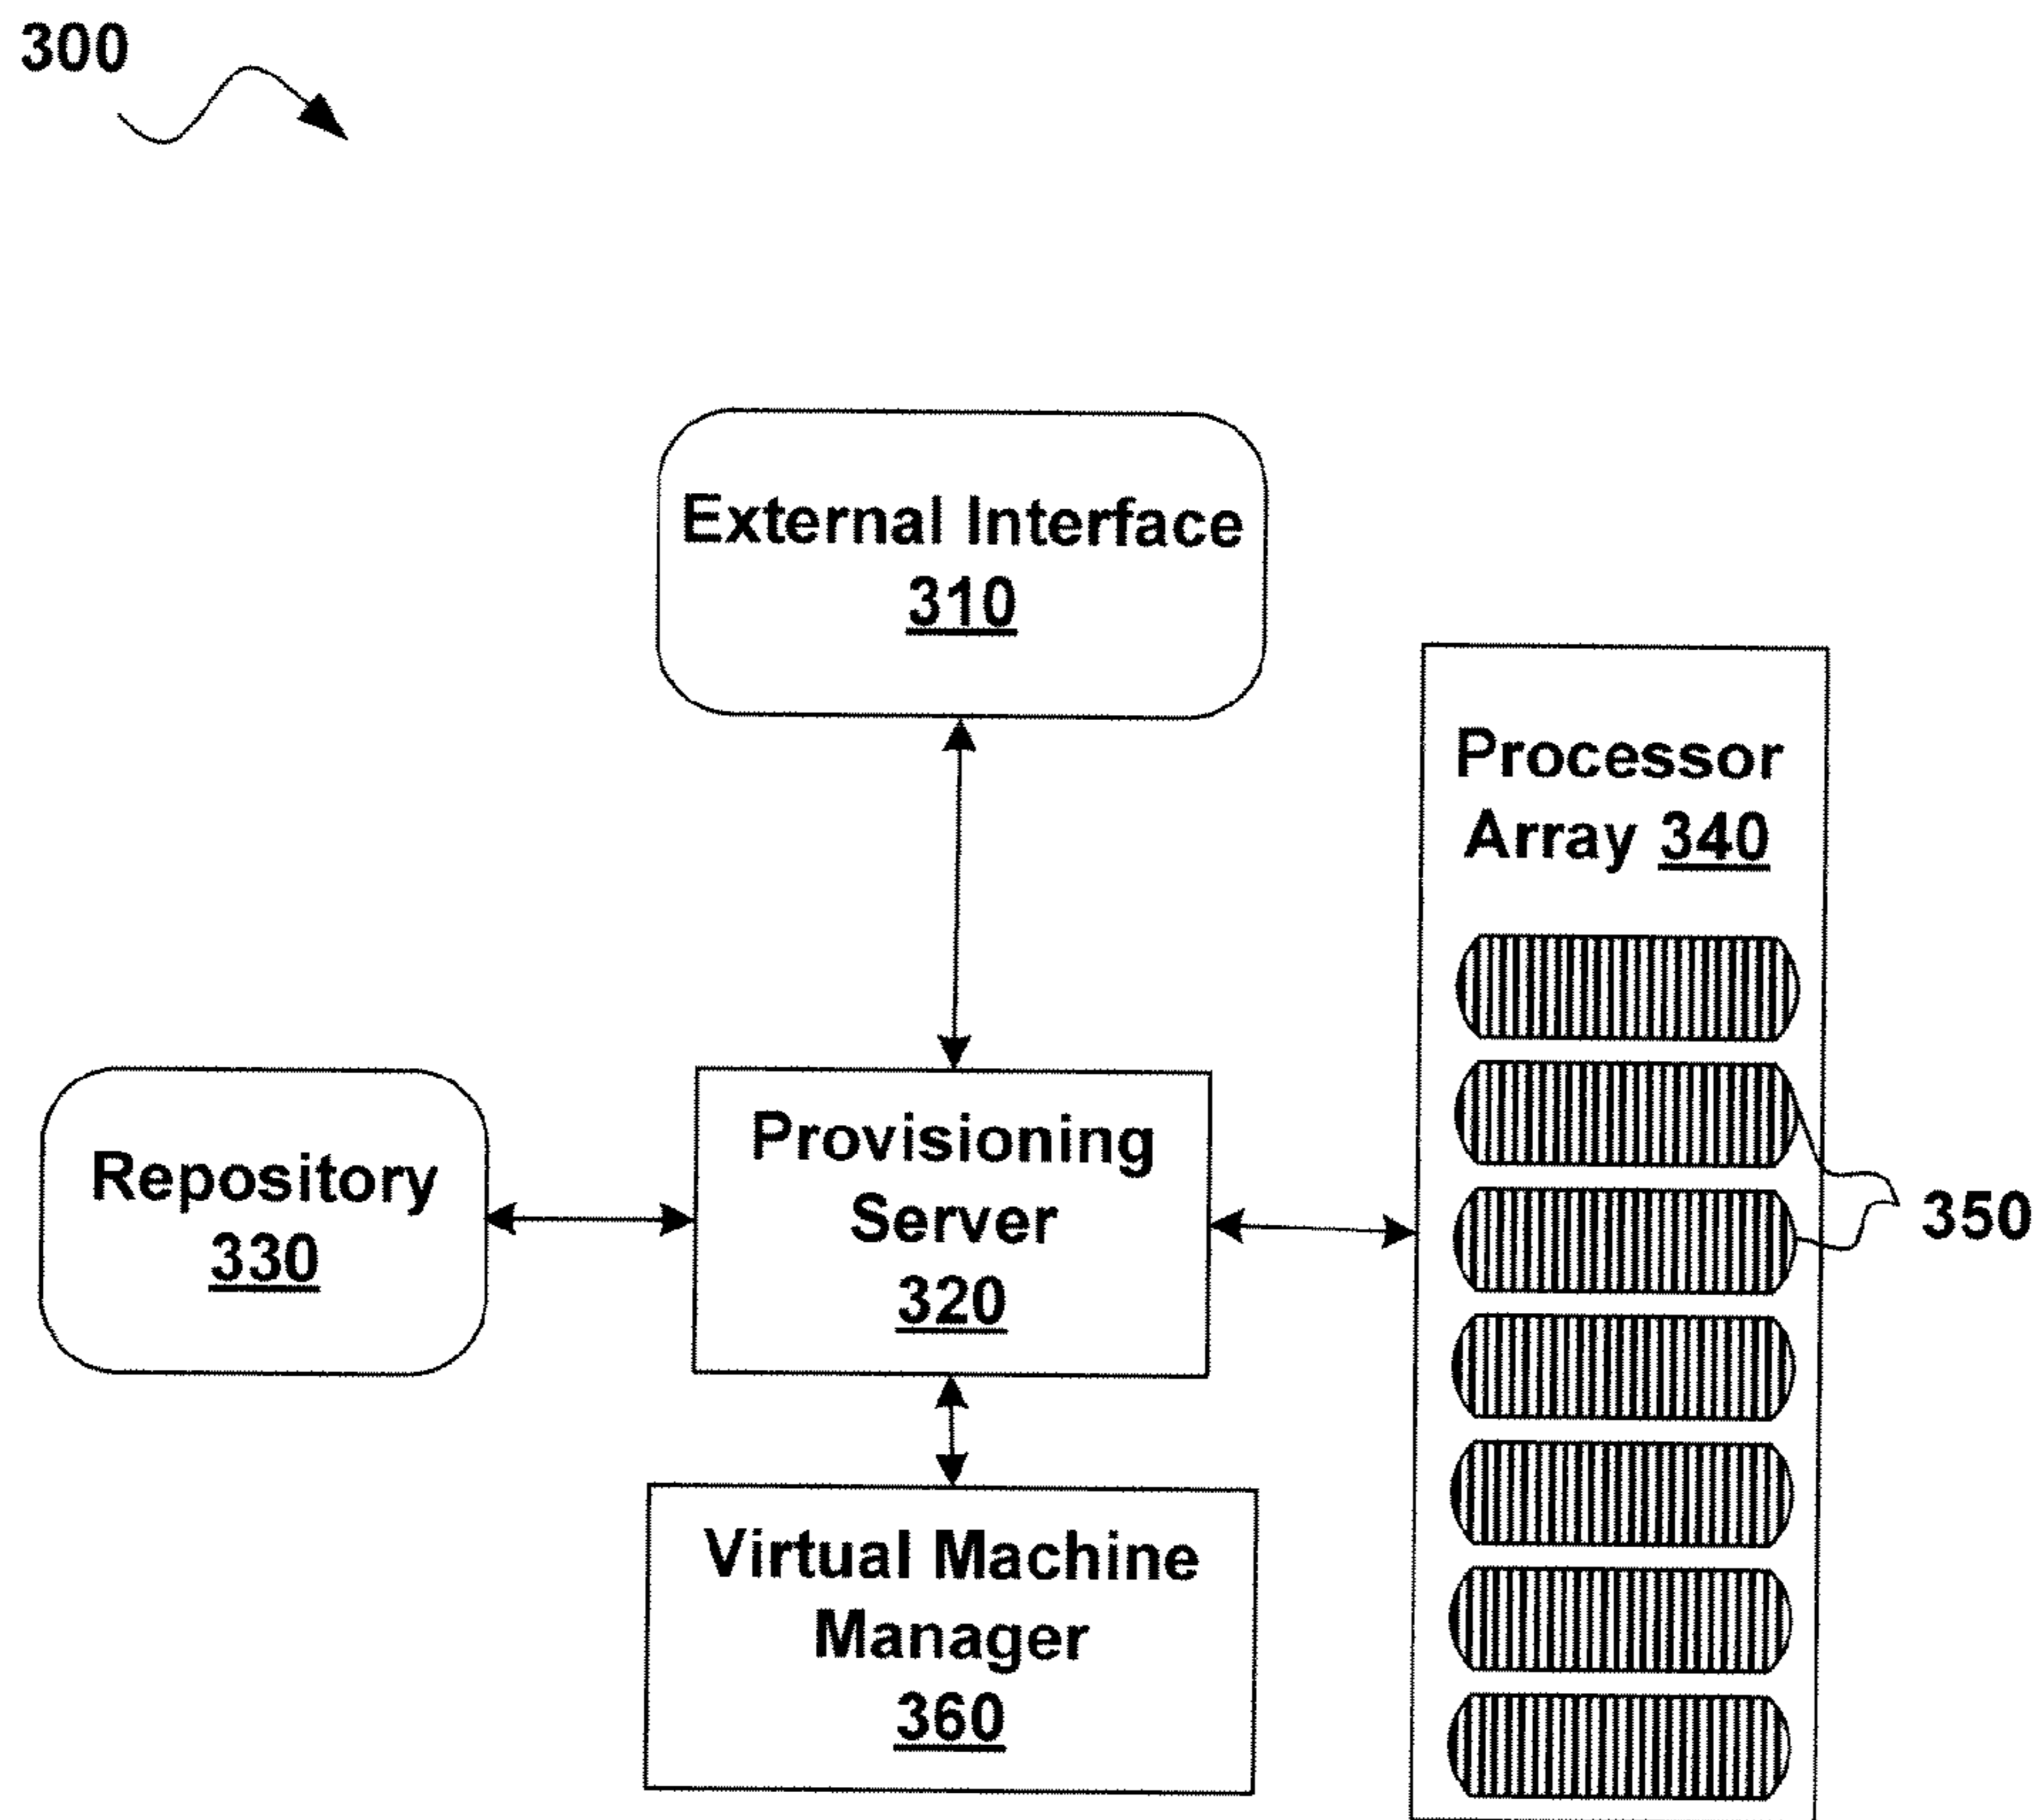 300
External Interface
310
Processor
Array 340
Repository
330
Provisioning
Server
320
350
Virtual Machine
Manager
360